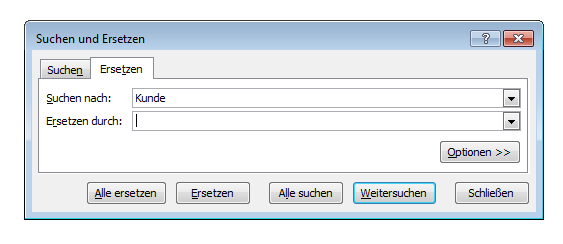 Suchen und Ersetzen
Suchen Ersetzen
Suchen nach: Kunde
Ersetzen durch:
Optionen >>
Alle ersetzen Ersetzen Alle suchen Weitersuchen Schließen